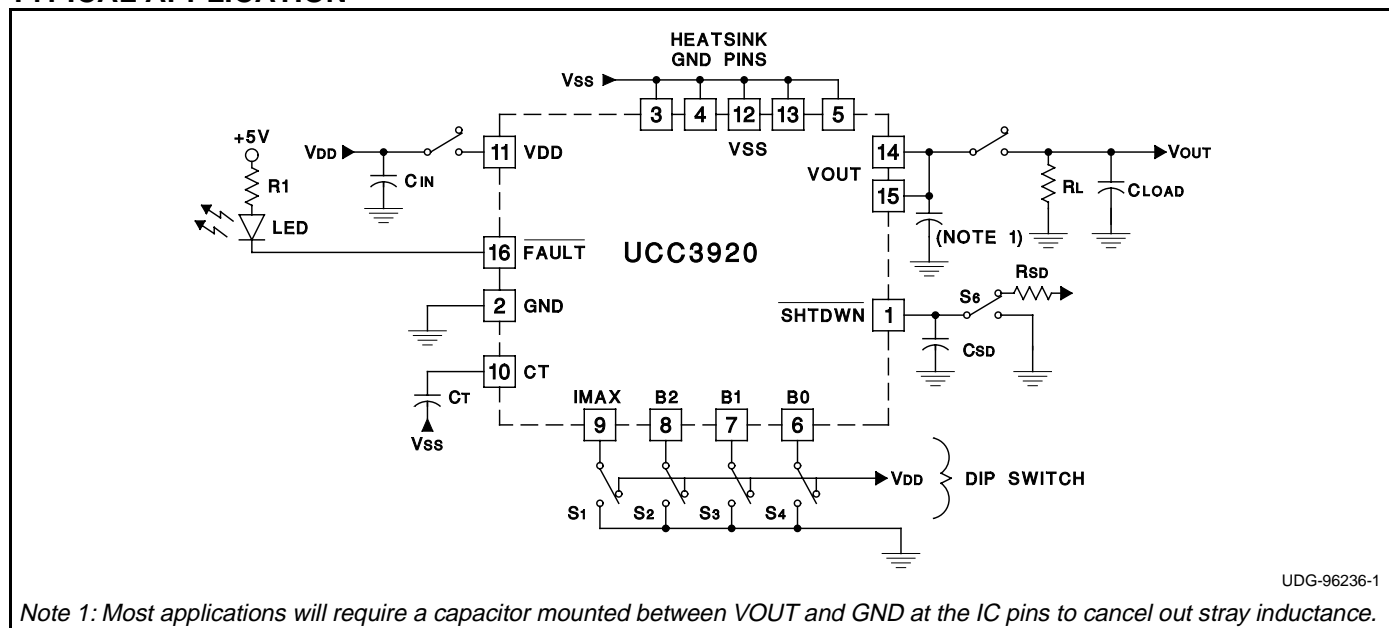 TYPICAL APPLICATION
HEATSINK
GND PINS
VSS
3 4 12 13 5
VSS
+5V
R1
LED
VDD
CIN
11 VDD
14
VOUT
15
VOUT
RL
CLOAD
(NOTE 1)
16 FAULT
UCC3920
2 GND
SHTDWN 1
S6
RSD
CSD
10 CT
CT
VSS
IMAX B2 B1 B0
9 8 7 6
VDD
DIP SWITCH
S1 S2 S3 S4
UDG-96236-1
Note 1: Most applications will require a capacitor mounted between VOUT and GND at the IC pins to cancel out stray inductance.